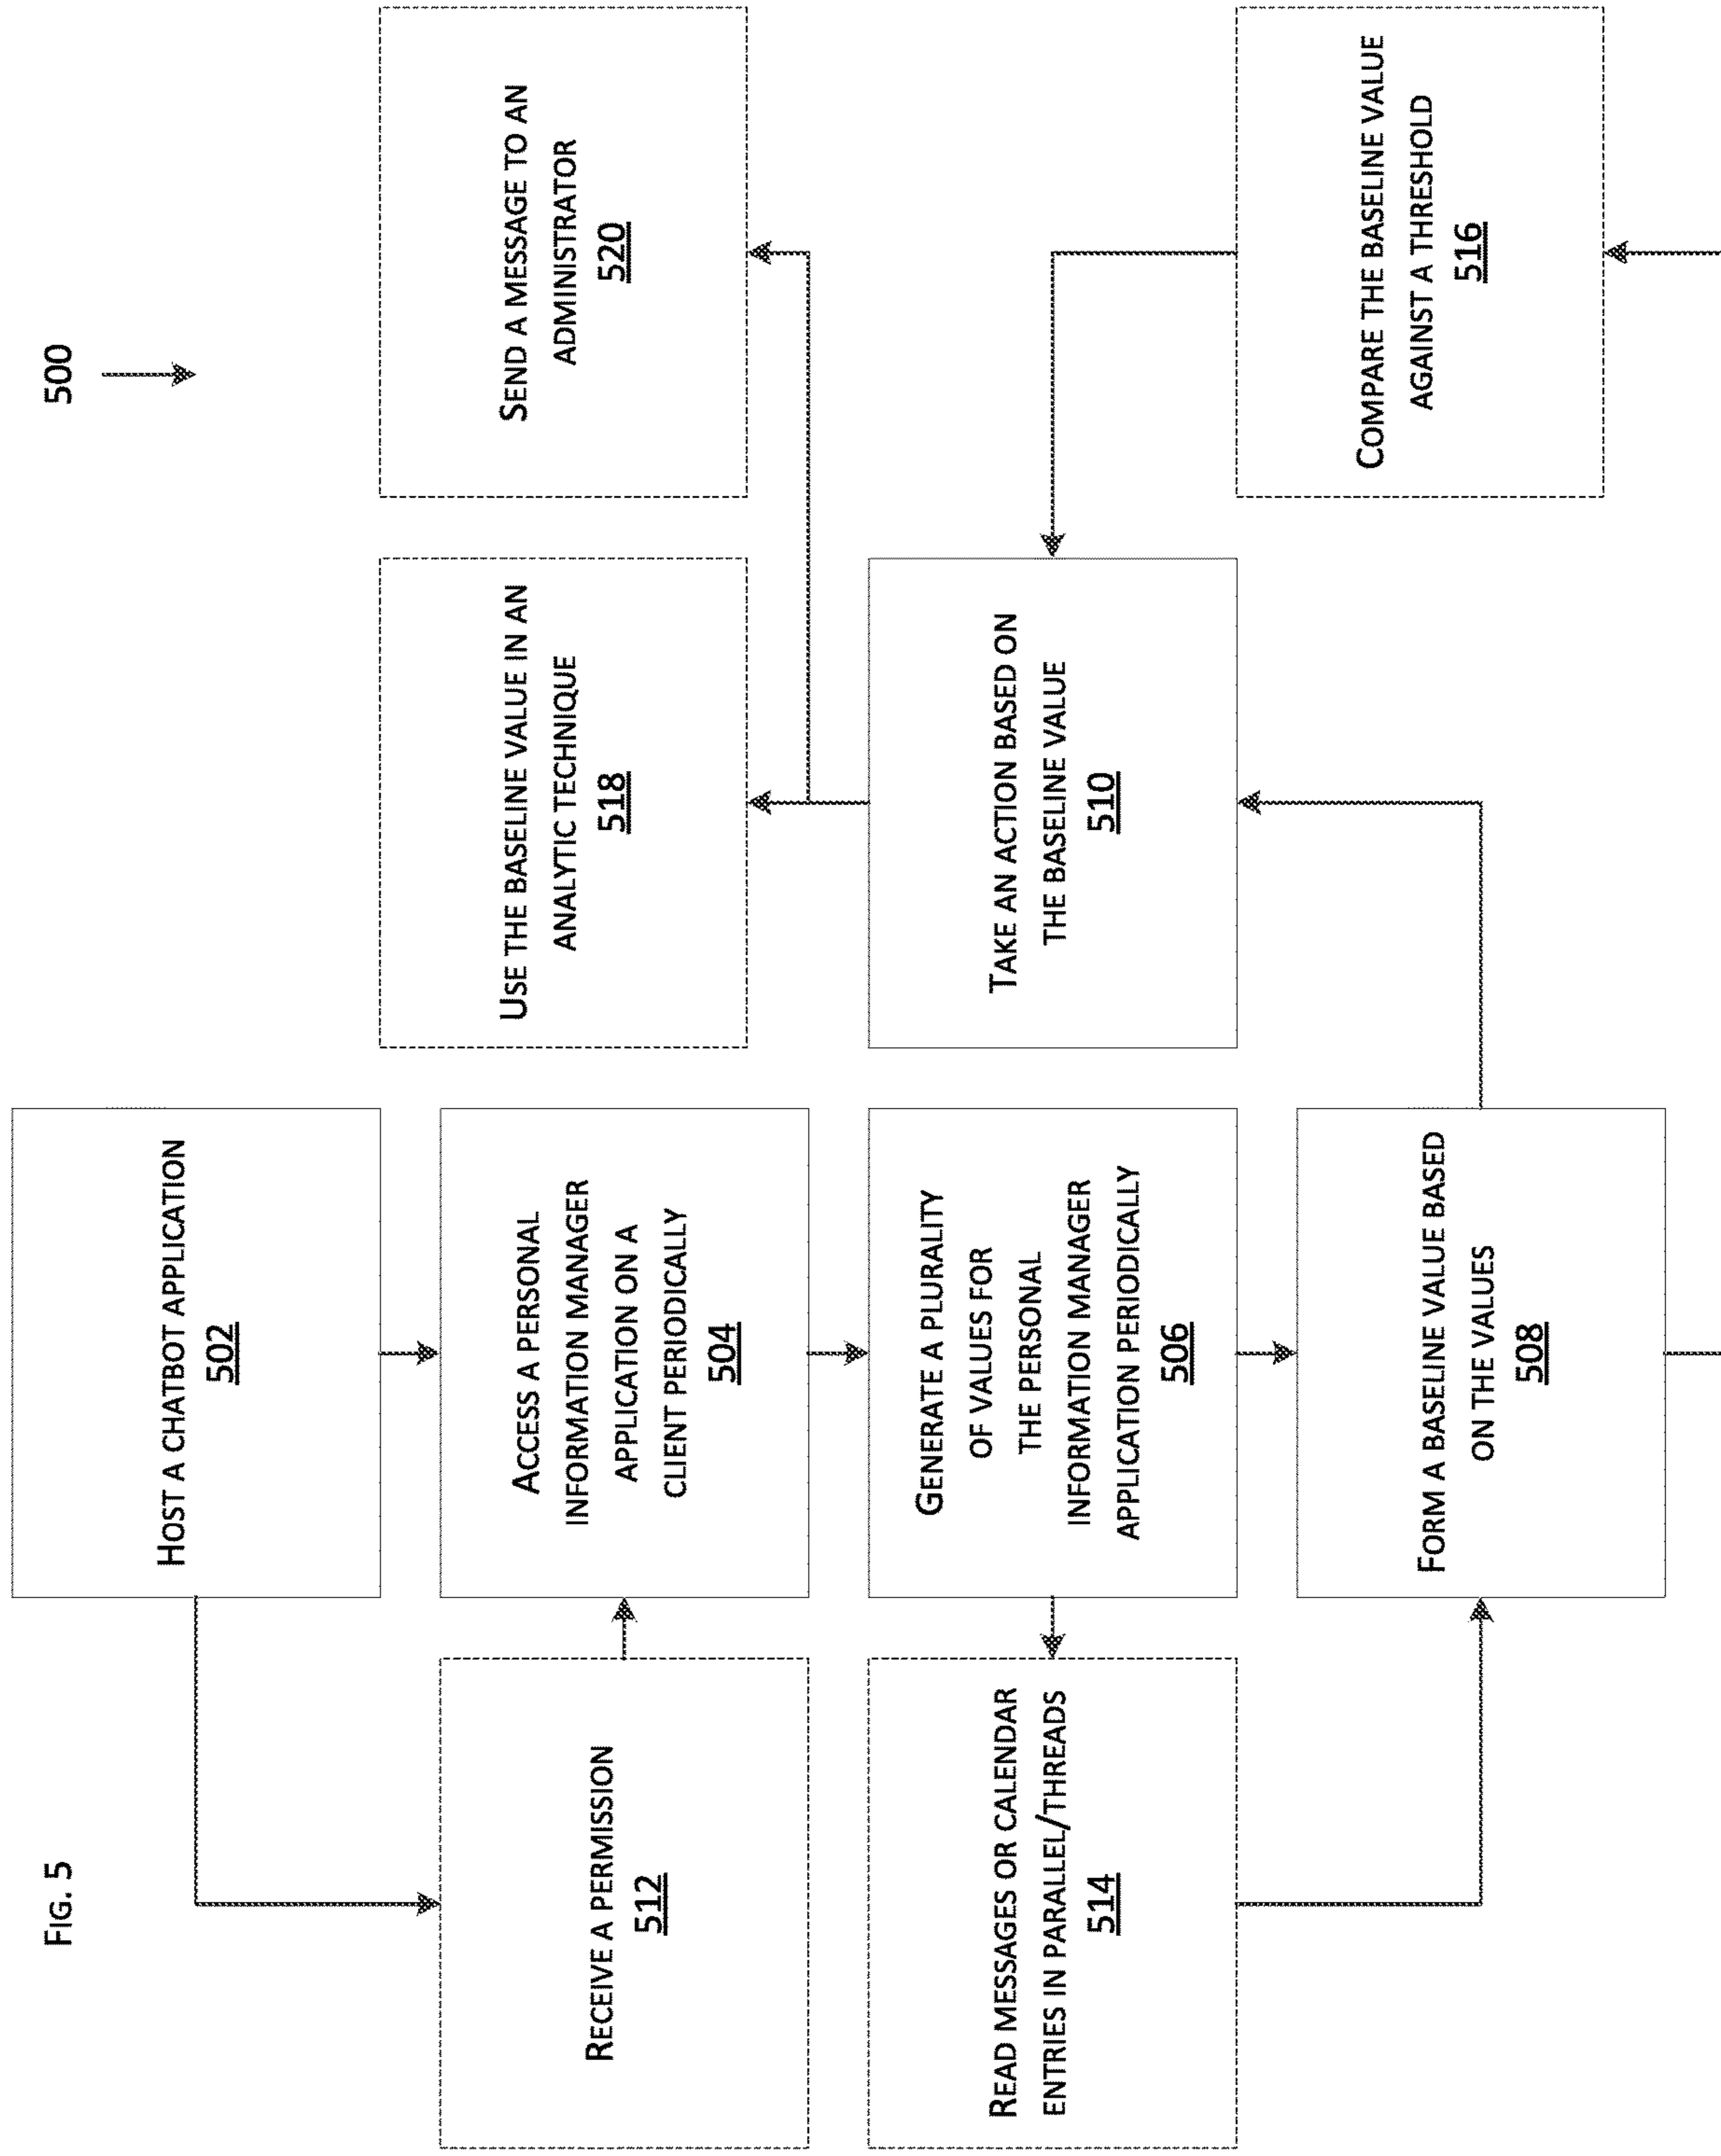 FIG. 5
500
HOST A CHATBOT APPLICATION
502
RECEIVE A PERMISSION
512
ACCESS A PERSONAL
INFORMATION MANAGER
APPLICATION ON A
CLIENT PERIODICALLY
504
USE THE BASELINE VALUE IN AN
ANALYTIC TECHNIQUE
518
SEND A MESSAGE TO AN
ADMINISTRATOR
520
READ MESSAGES OR CALENDAR
ENTRIES IN PARALLEL/THREADS
514
GENERATE A PLURALITY
OF VALUES FOR
THE PERSONAL
INFORMATION MANAGER
APPLICATION PERIODICALLY
506
TAKE AN ACTION BASED ON
THE BASELINE VALUE
510
FORM A BASELINE VALUE BASED
ON THE VALUES
508
COMPARE THE BASELINE VALUE
AGAINST A THRESHOLD
516